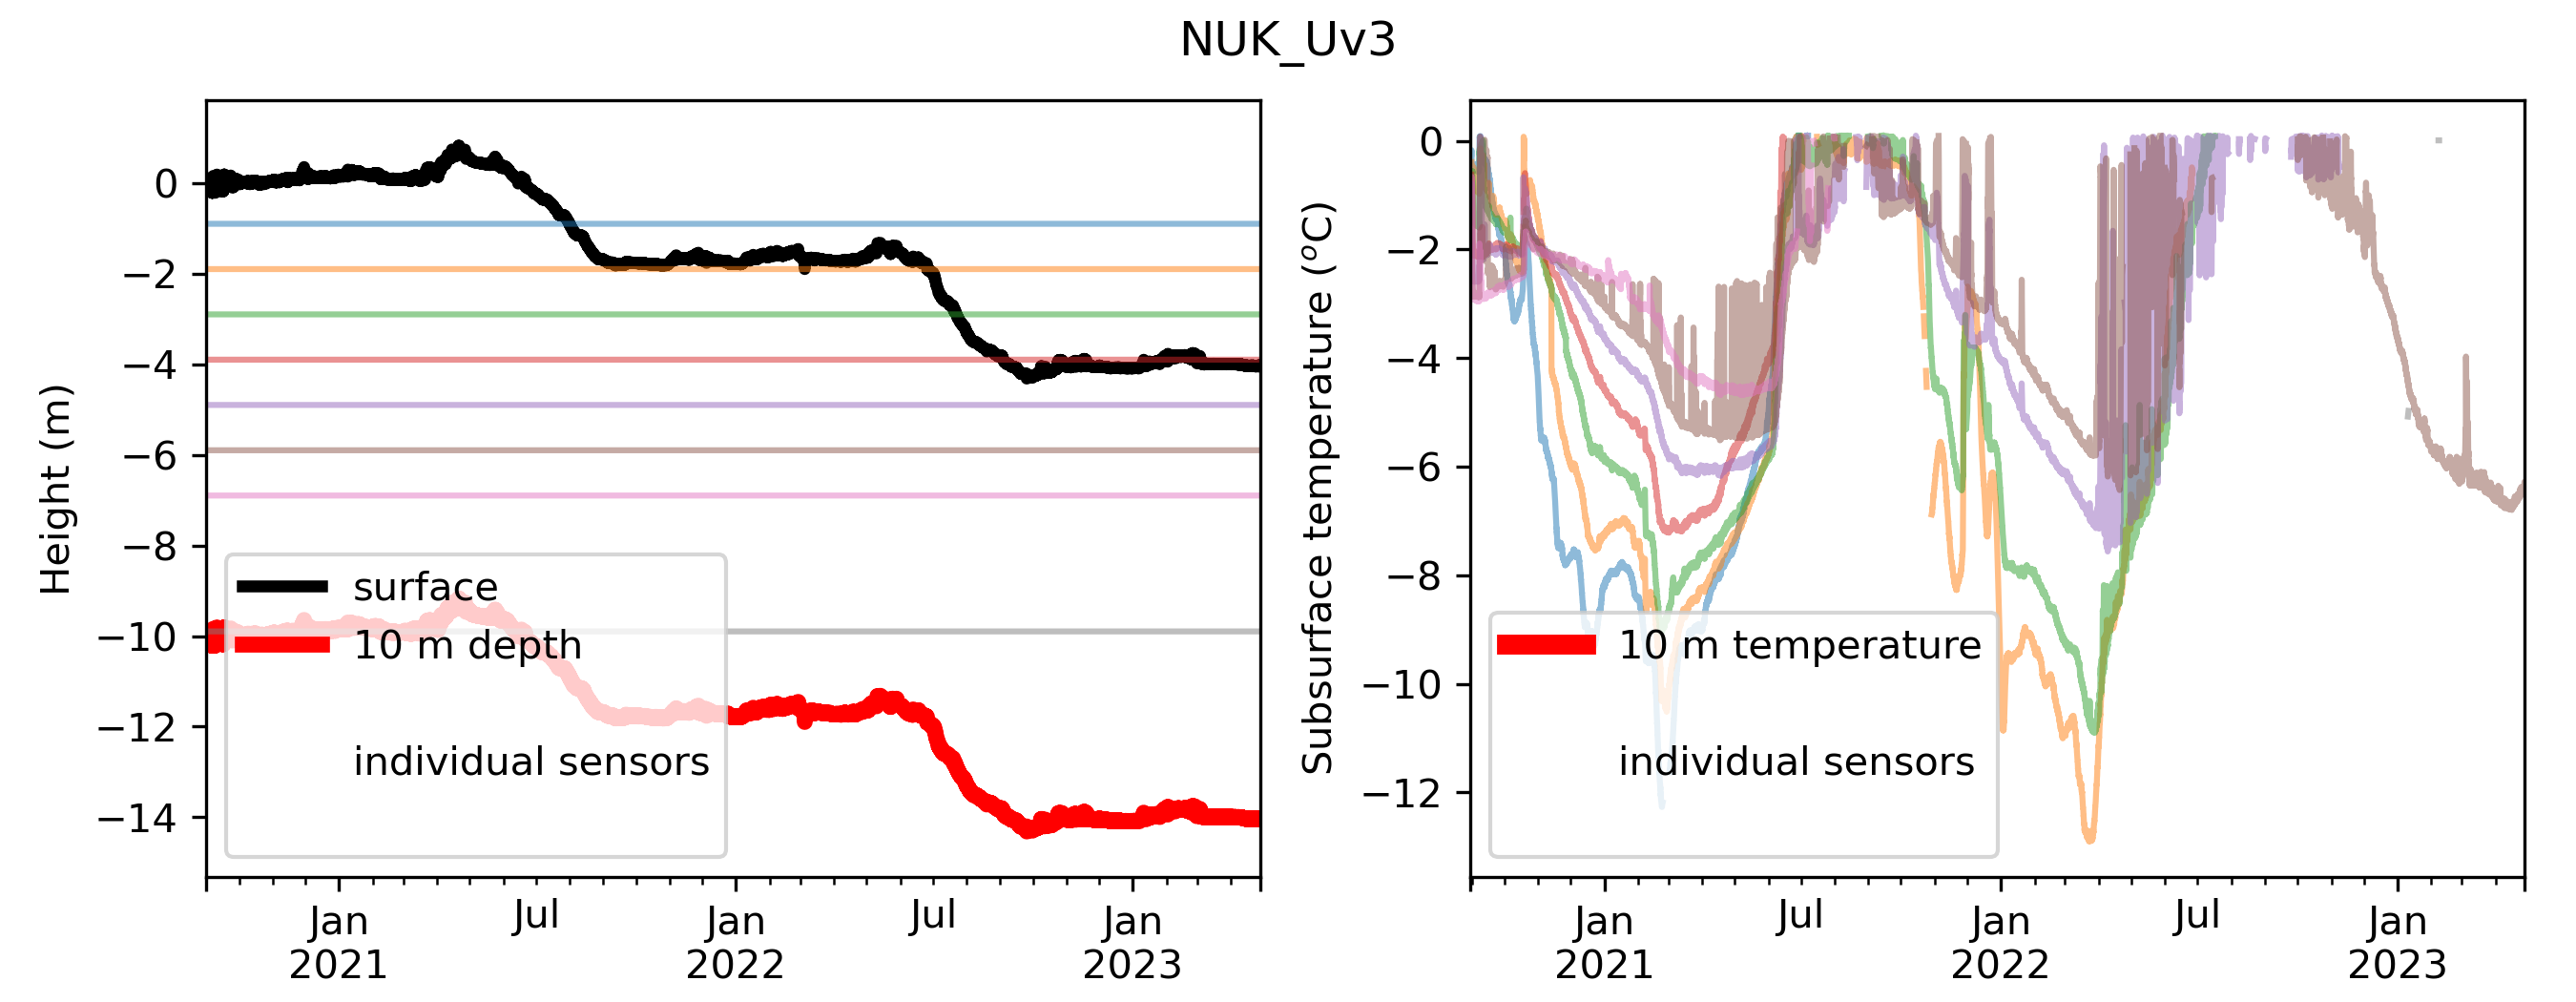 NUK_Uv3
Height (m)
0
−2
−4
−6
−8
−10
−12
−14
surface
10 m depth
individual sensors
Jan
2021
Jul
Jan
2022
Jul
Jan
2023
Subsurface temperature (°C)
0
−2
−4
−6
−8
−10
−12
10 m temperature
individual sensors
Jan
2021
Jul
Jan
2022
Jul
Jan
2023